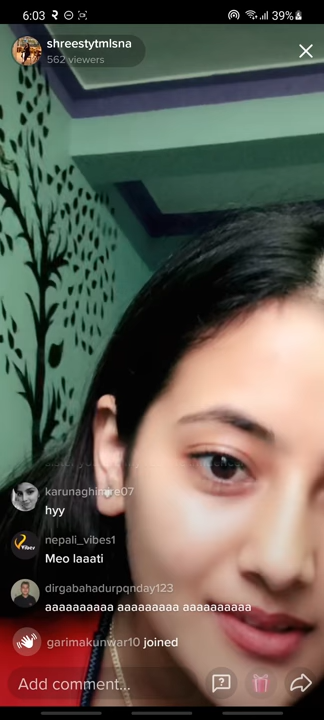 6:03
39%
shreestytmlsna
562 viewers
karunaghimire07
hyy
nepali_vibes1
Vibes
Meo laaati
dirgabahadurpqnday123
aaaaaaaaaa aaaaaaaaa aaaaaaaaaa
garimakunwar10 joined
Add comment...